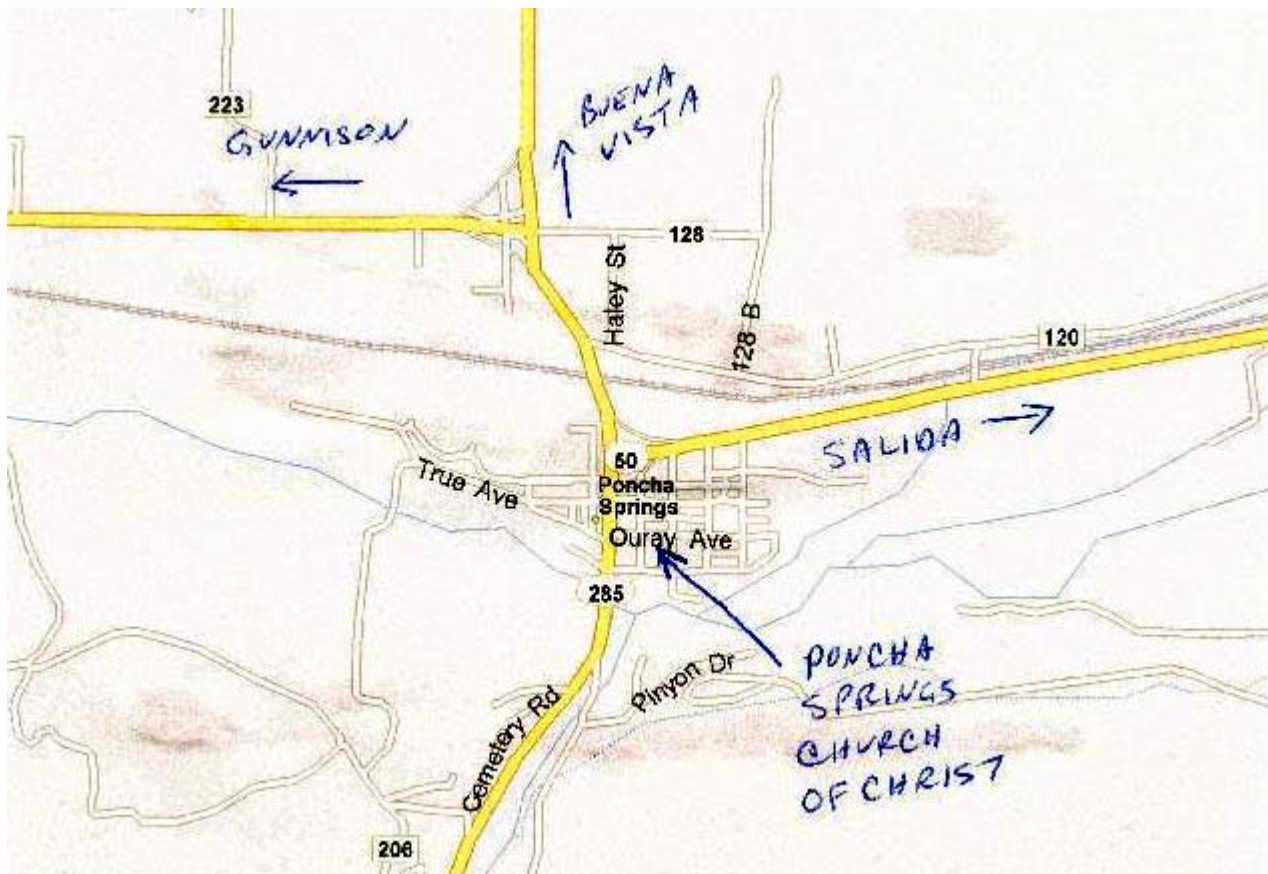 223
GUNNISON
BUENA
VISTA
128
Haley St
128 B
120
SALIDA
50
Poncha
Springs
True Ave
Ouray Ave
285
PONCHA
SPRINGS
CHURCH
OF CHRIST
Pinyon Dr
Cemetery Rd
206